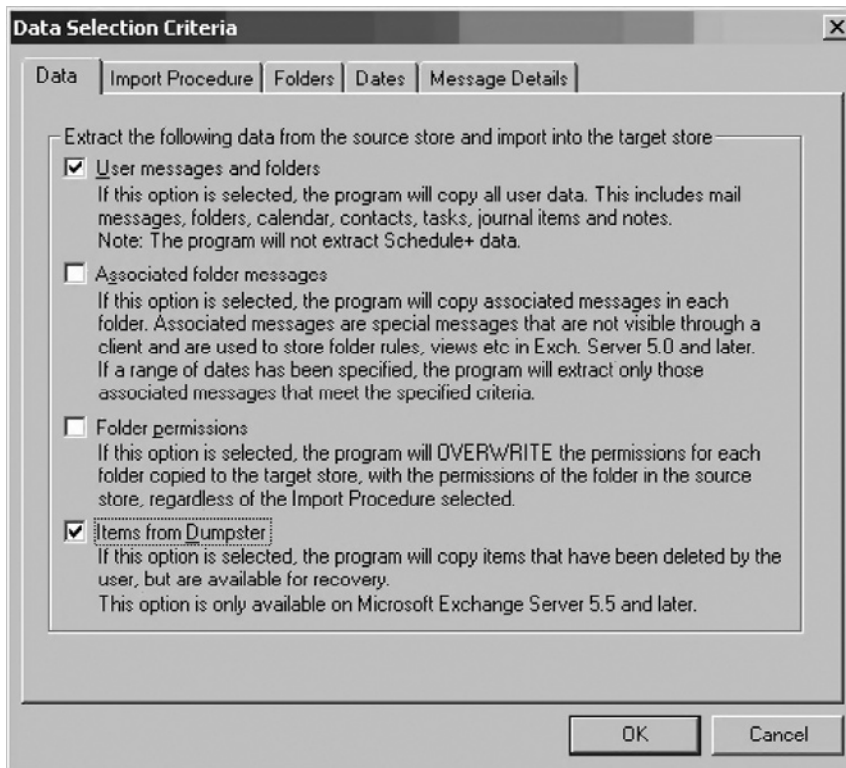 Data Selection Criteria
Data
Import Procedure
Folders
Dates
Message Details
Extract the following data from the source store and import into the target store
User messages and folders
If this option is selected, the program will copy all user data. This includes mail
messages, folders, calendar, contacts, tasks, journal items and notes.
Note: The program will not extract Schedule+ data.
Associated folder messages
If this option is selected, the program will copy associated messages in each
folder. Associated messages are special messages that are not visible through a
client and are used to store folder rules, views etc in Exch. Server 5.0 and later.
If a range of dates has been specified, the program will extract only those
associated messages that meet the specified criteria.
Folder permissions
If this option is selected, the program will OVERWRITE the permissions for each
folder copied to the target store, with the permissions of the folder in the source
store, regardless of the Import Procedure selected.
Items from Dumpster
If this option is selected, the program will copy items that have been deleted by the
user, but are available for recovery.
This option is only available on Microsoft Exchange Server 5.5 and later.
OK
Cancel